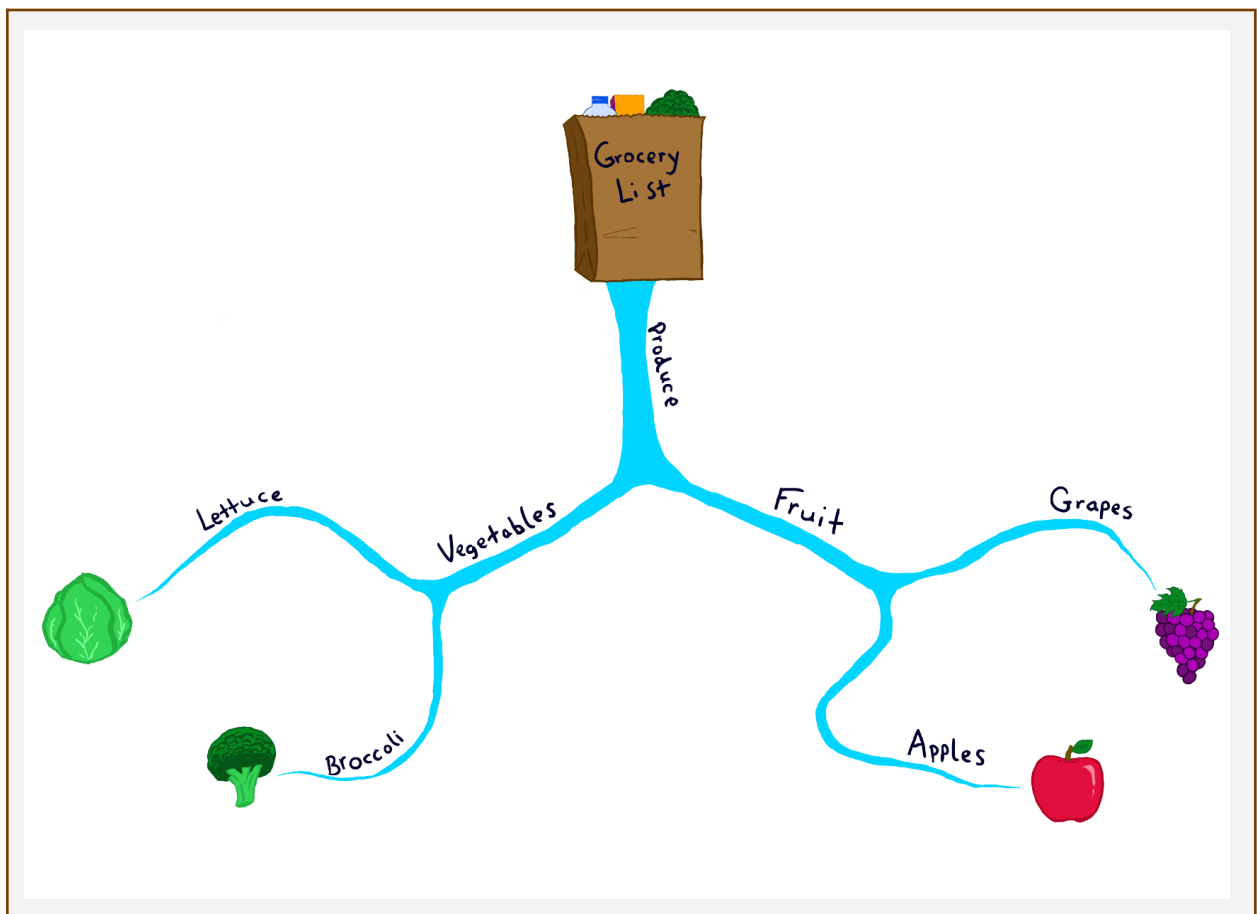 Grocery
List
Produce
Vegetables
Fruit
Lettuce
Grapes
Broccoli
Apples